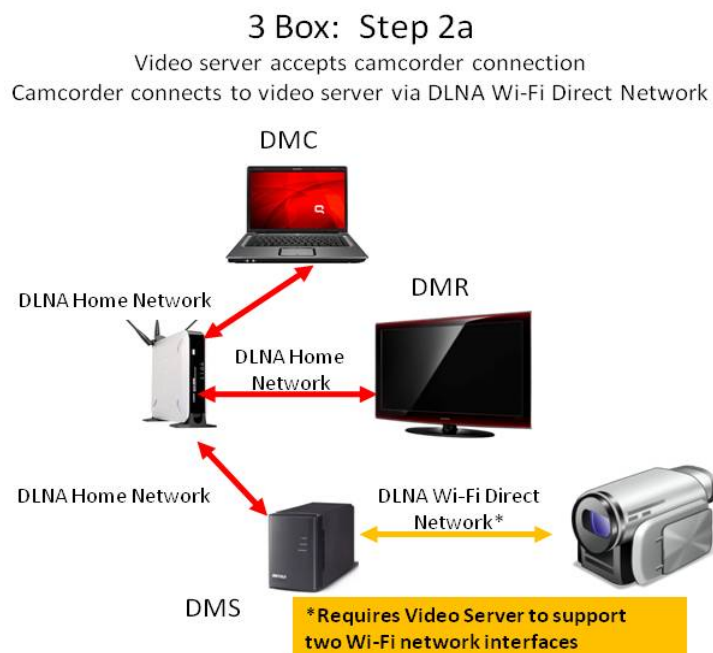 3 Box: Step 2a
Video server accepts camcorder connection
Camcorder connects to video server via DLNA Wi-Fi Direct Network
DMC
DLNA Home Network
DMR
DLNA Home
Network
DLNA Home Network
DLNA Wi-Fi Direct
Network*
DMS
*Requires Video Server to support
two Wi-Fi network interfaces